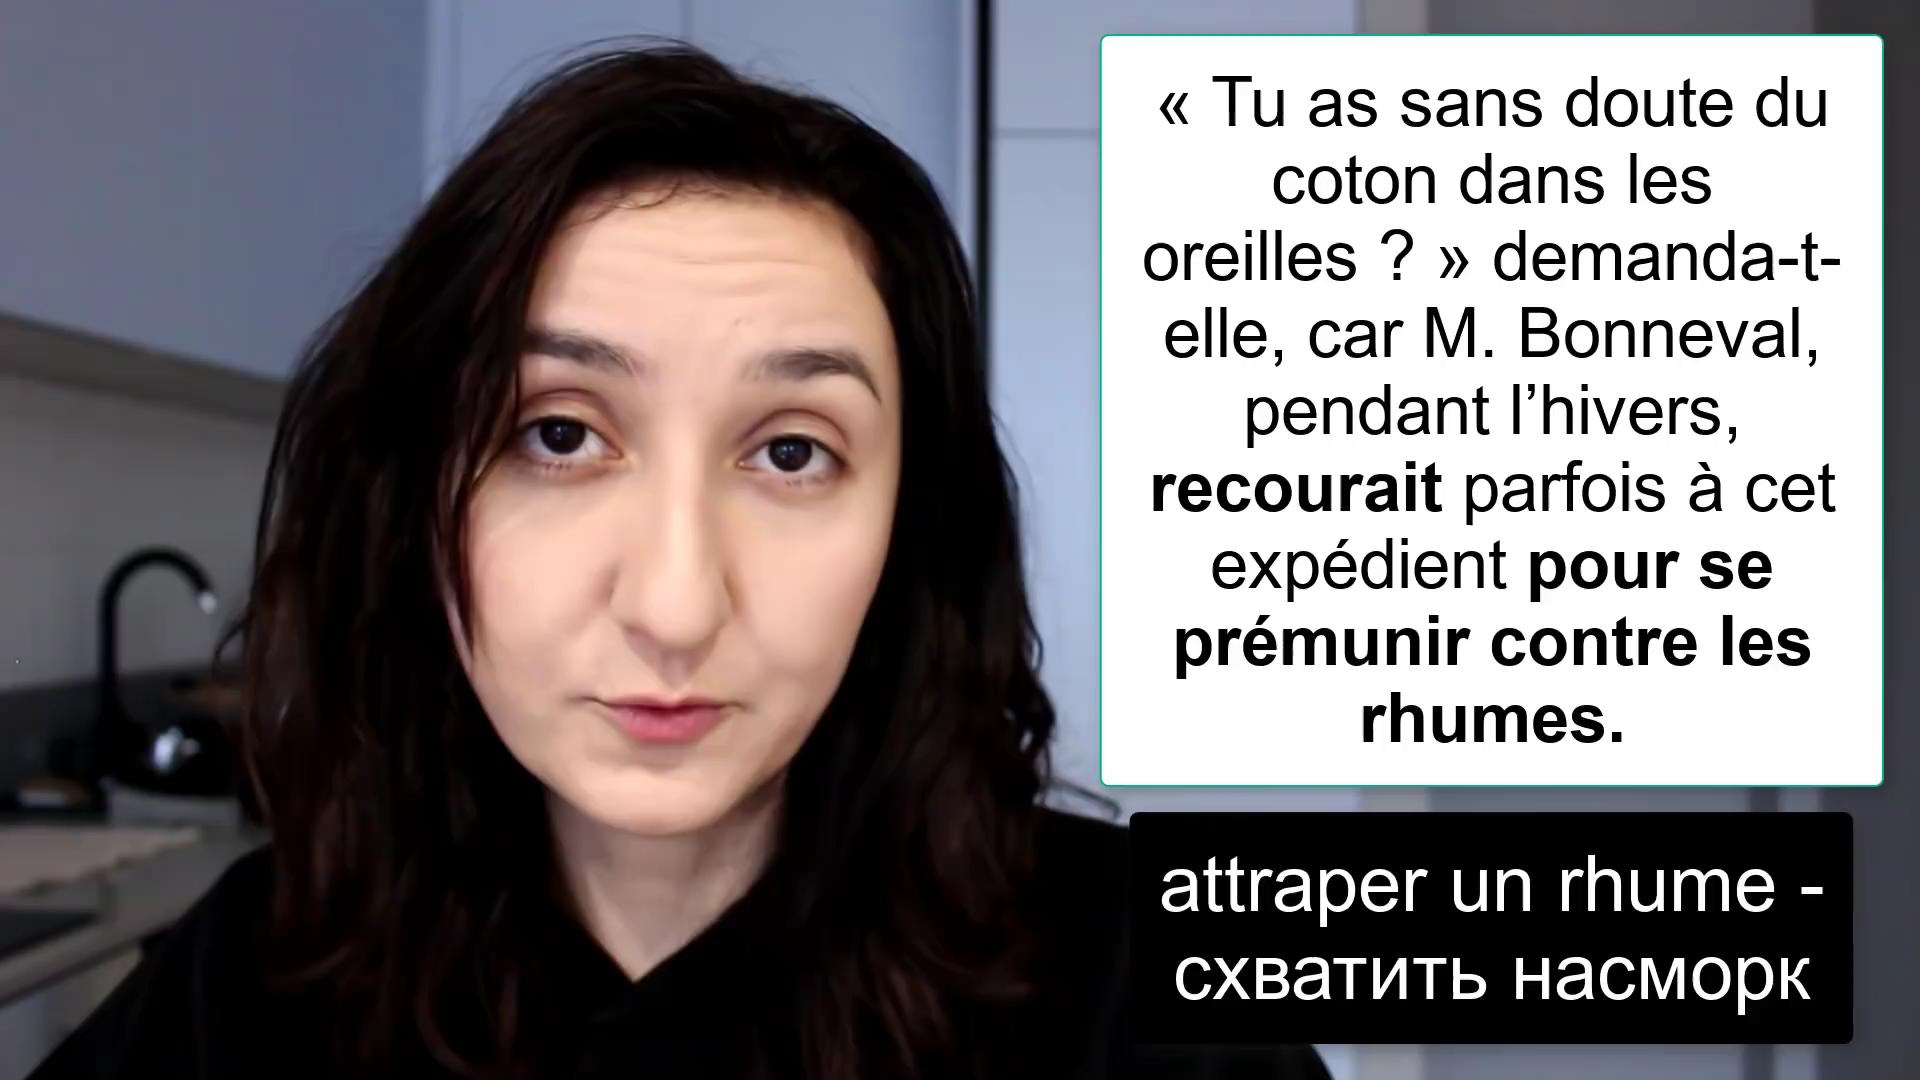 « Tu as sans doute du
coton dans les
oreilles ? » demanda-t-
elle, car M. Bonneval,
pendant l’hivers,
recourait parfois à cet
expédient pour se
prémunir contre les
rhumes.
attraper un rhume -
схватить насморк